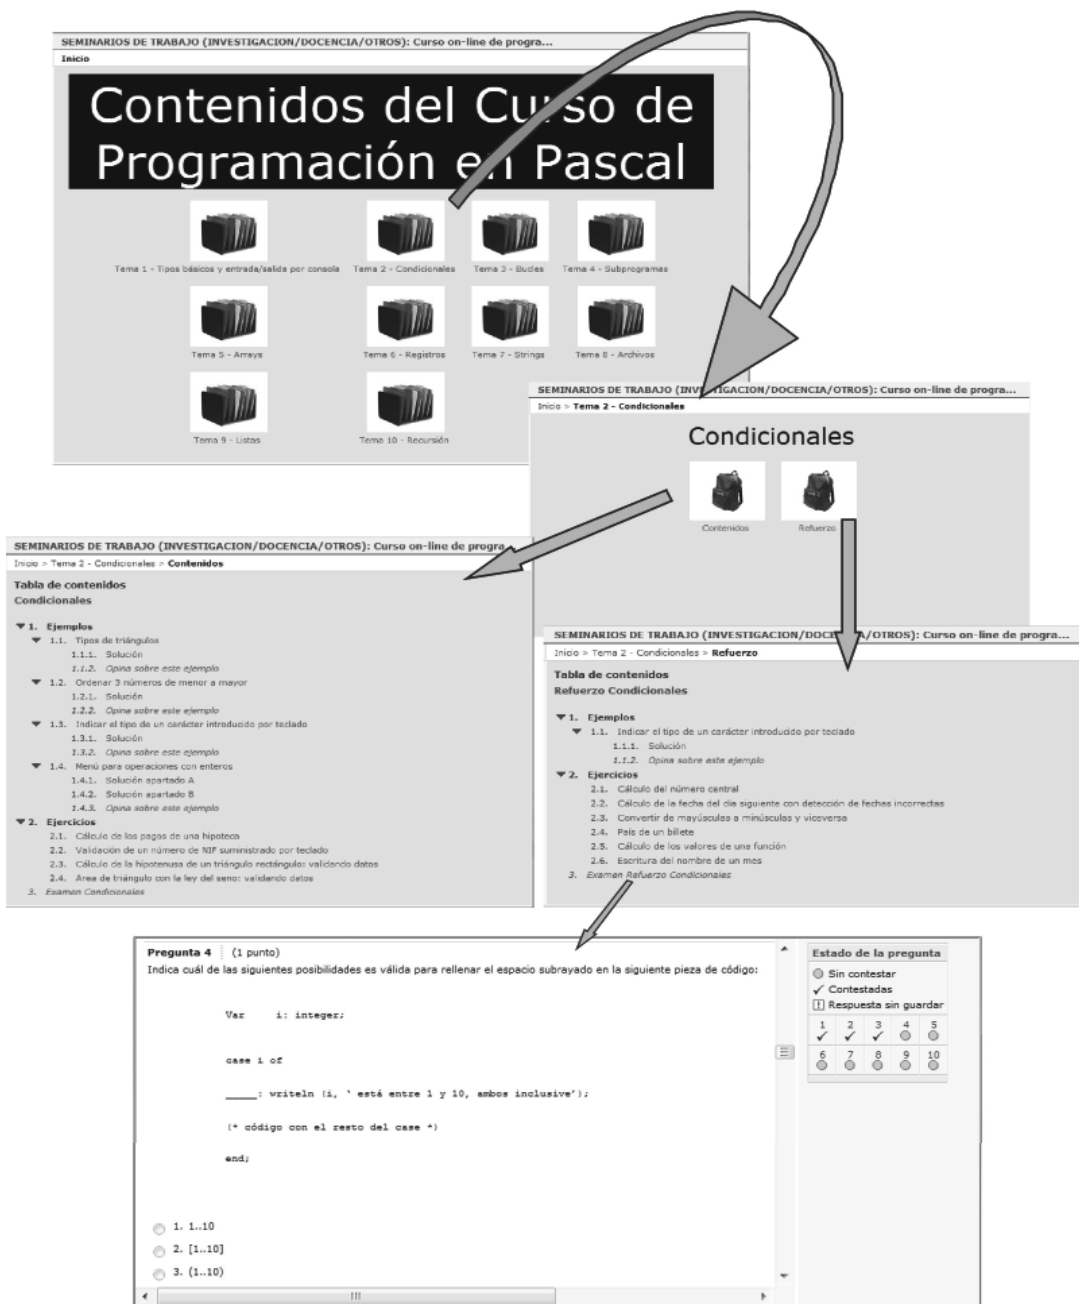 SEMINARIOS DE TRABAJO (INVESTIGACION/DOCENCIA/OTROS): Curso on-line de progra...
Inicio
Contenidos del Curso de
Programación en Pascal
Tema 1 - Tipos básicos y entrada/salida por consola
Tema 2 - Condicionales
Tema 3 - Bucles
Tema 4 - Subprogramas
Tema 5 - Arrays
Tema 6 - Registros
Tema 7 - Strings
Tema 8 - Archivos
Tema 9 - Listas
Tema 10 - Recursión
SEMINARIOS DE TRABAJO (INVESTIGACION/DOCENCIA/OTROS): Curso on-line de progra...
Inicio > Tema 2 - Condicionales
Condicionales
Contenidos
Refuerzo
SEMINARIOS DE TRABAJO (INVESTIGACION/DOCENCIA/OTROS): Curso on-line de progra...
Inicio > Tema 2 - Condicionales > Contenidos
Tabla de contenidos
Condicionales
1. Ejemplos
1.1. Tipos de triángulos
1.1.1. Solución
1.1.2. Opina sobre este ejemplo
1.2. Ordenar 3 números de menor a mayor
1.2.1. Solución
1.2.2. Opina sobre este ejemplo
1.3. Indicar el tipo de un carácter introducido por teclado
1.3.1. Solución
1.3.2. Opina sobre este ejemplo
1.4. Menú para operaciones con enteros
1.4.1. Solución apartado A
1.4.2. Solución apartado B
1.4.3. Opina sobre este ejemplo
2. Ejercicios
2.1. Cálculo de los pagos de una hipoteca
2.2. Validación de un número de NIF suministrado por teclado
2.3. Cálculo de la hipotenusa de un triángulo rectángulo: validando datos
2.4. Area de triángulo con la ley del seno: validando datos
3. Examen Condicionales
SEMINARIOS DE TRABAJO (INVESTIGACION/DOCENCIA/OTROS): Curso on-line de progra...
Inicio > Tema 2 - Condicionales > Refuerzo
Tabla de contenidos
Refuerzo Condicionales
1. Ejemplos
1.1. Indicar el tipo de un carácter introducido por teclado
1.1.1. Solución
1.1.2. Opina sobre este ejemplo
2. Ejercicios
2.1. Cálculo del número central
2.2. Cálculo de la fecha del día siguiente con detección de fechas incorrectas
2.3. Convertir de mayúsculas a minúsculas y viceversa
2.4. País de un billete
2.5. Cálculo de los valores de una función
2.6. Escritura del nombre de un mes
3. Examen Refuerzo Condicionales
Pregunta 4 (1 punto)
Indica cuál de las siguientes posibilidades es válida para rellenar el espacio subrayado en la siguiente pieza de código:
Var i: integer;
case i of
_____: writeln (i, ' está entre 1 y 10, ambos inclusive');
(* código con el resto del case *)
end;
1. 1..10
2. [1..10]
3. (1..10)
Estado de la pregunta
Sin contestar
Contestadas
Respuesta sin guardar
1 2 3 4 5
6 7 8 9 10